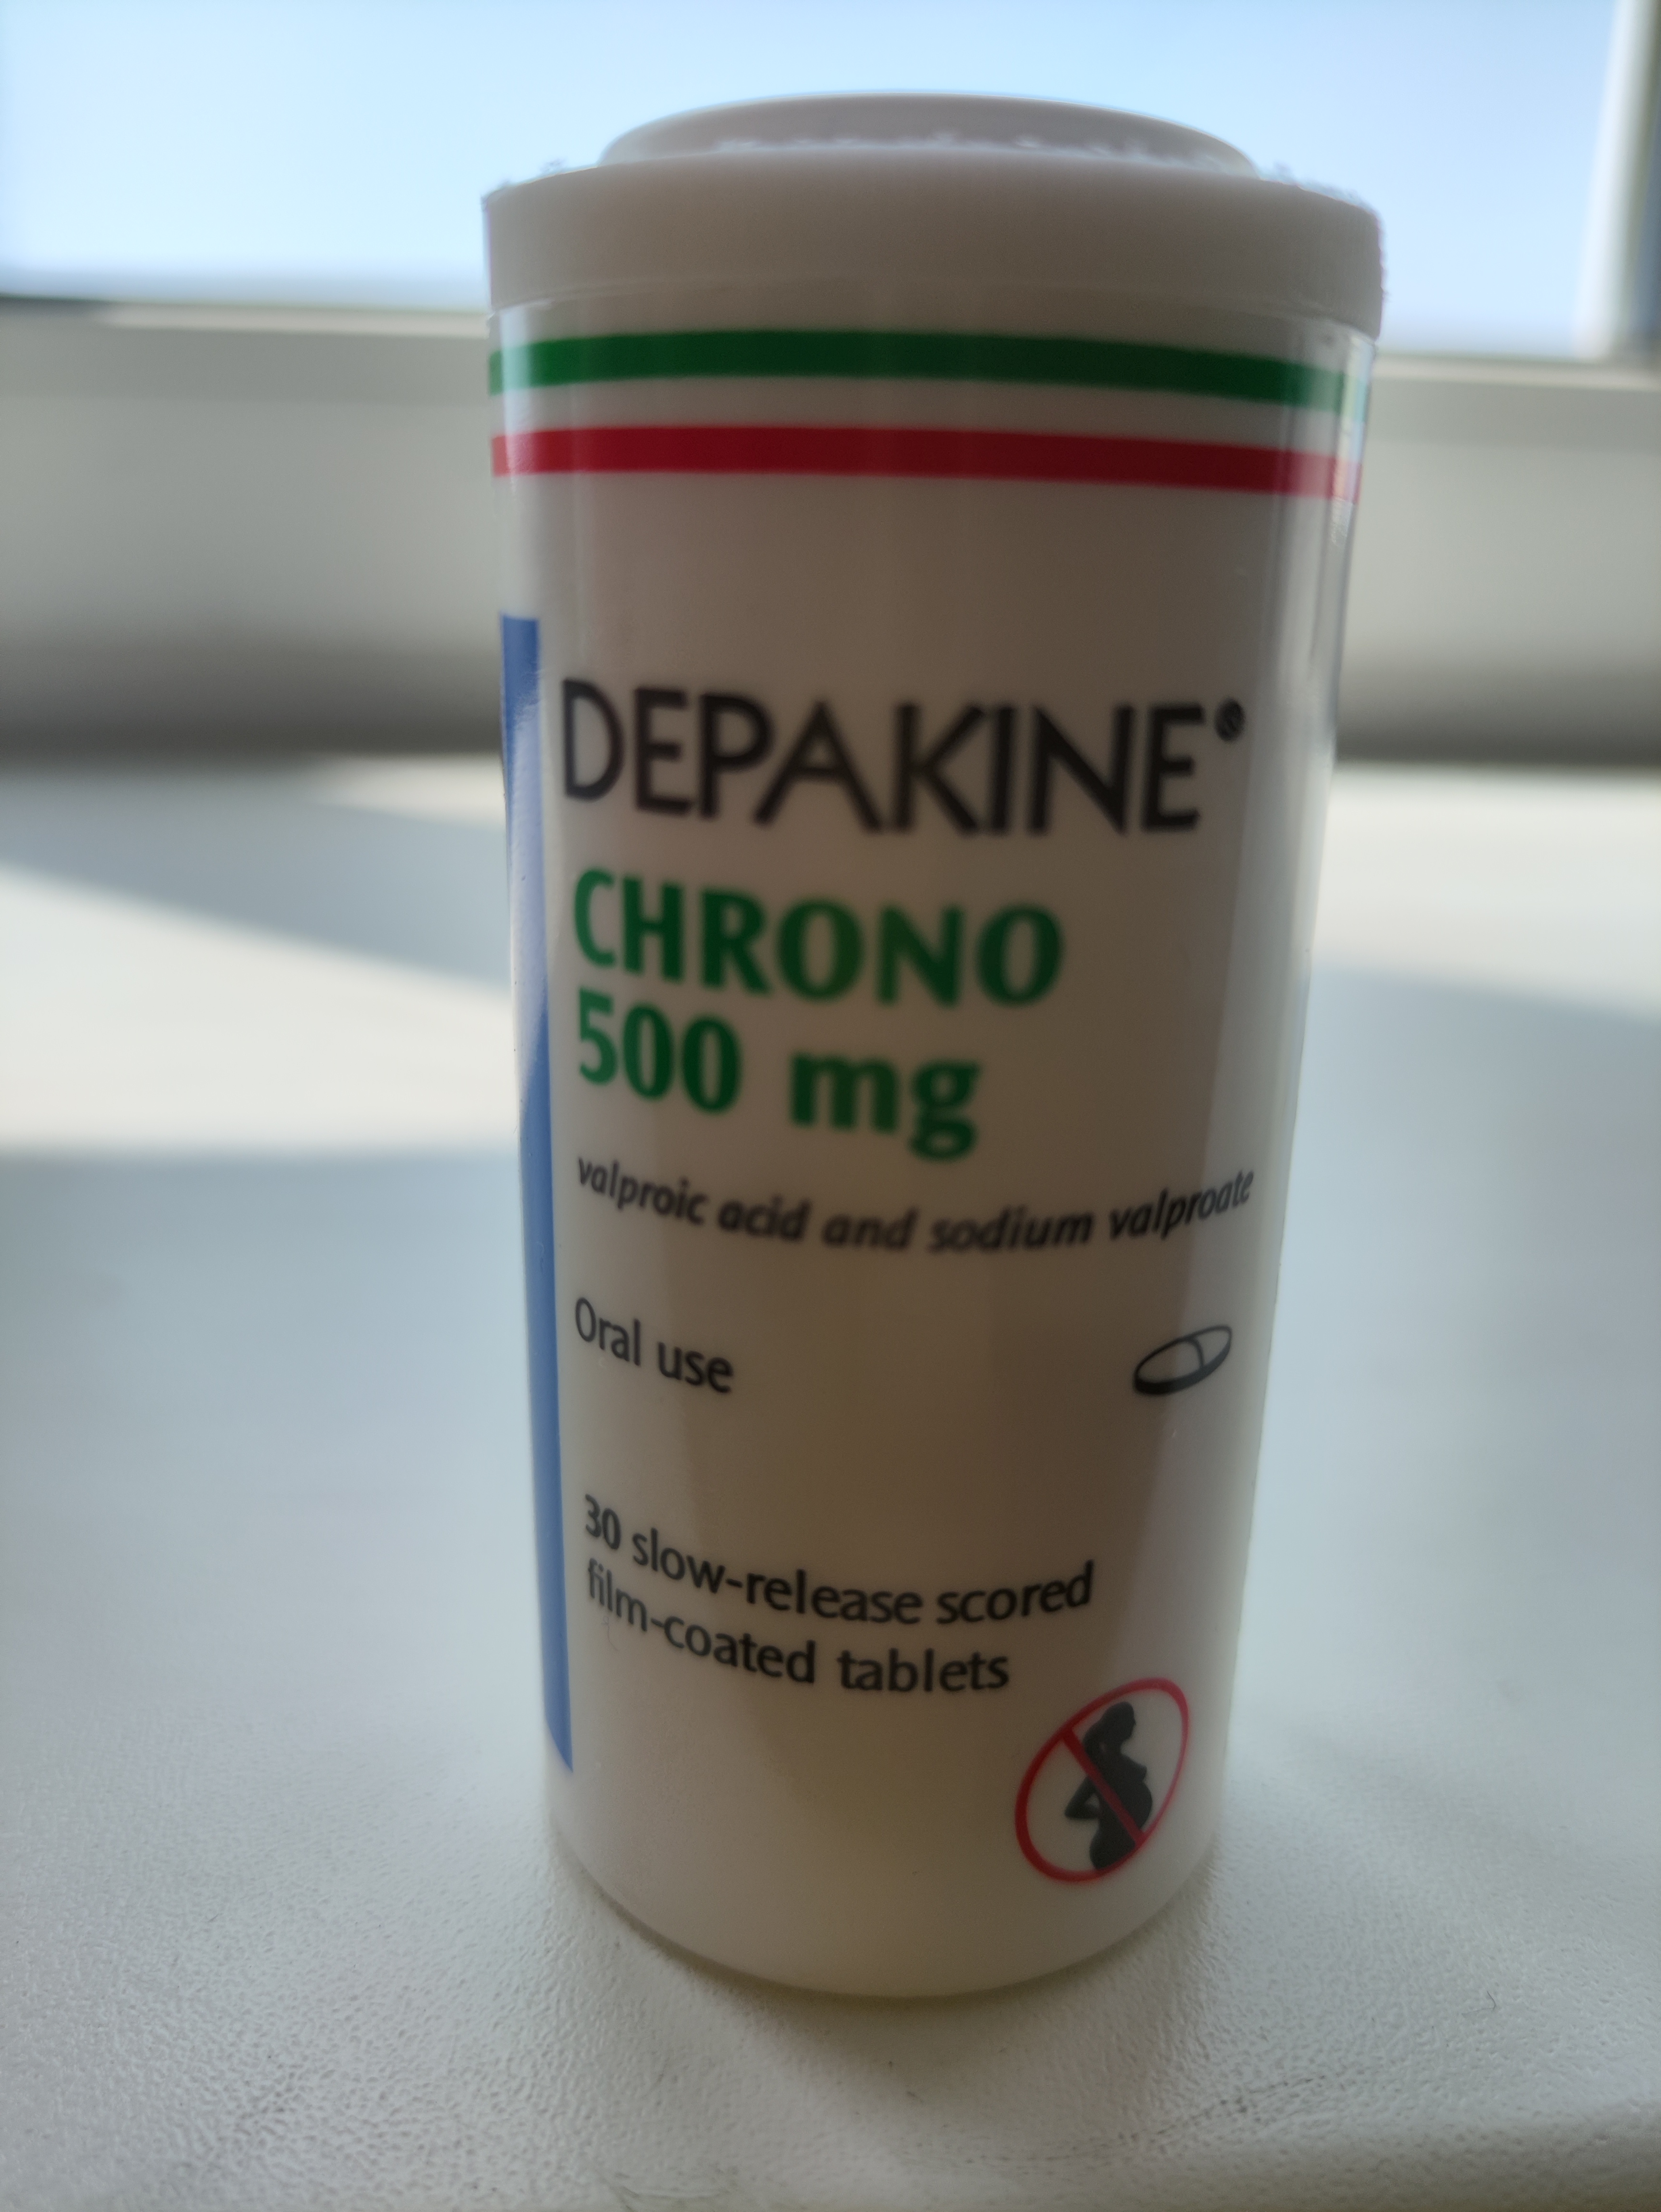 DEPAKINE®
CHRONO
500 mg
valproic acid and sodium valproate
Oral use
30 slow-release scored
film-coated tablets